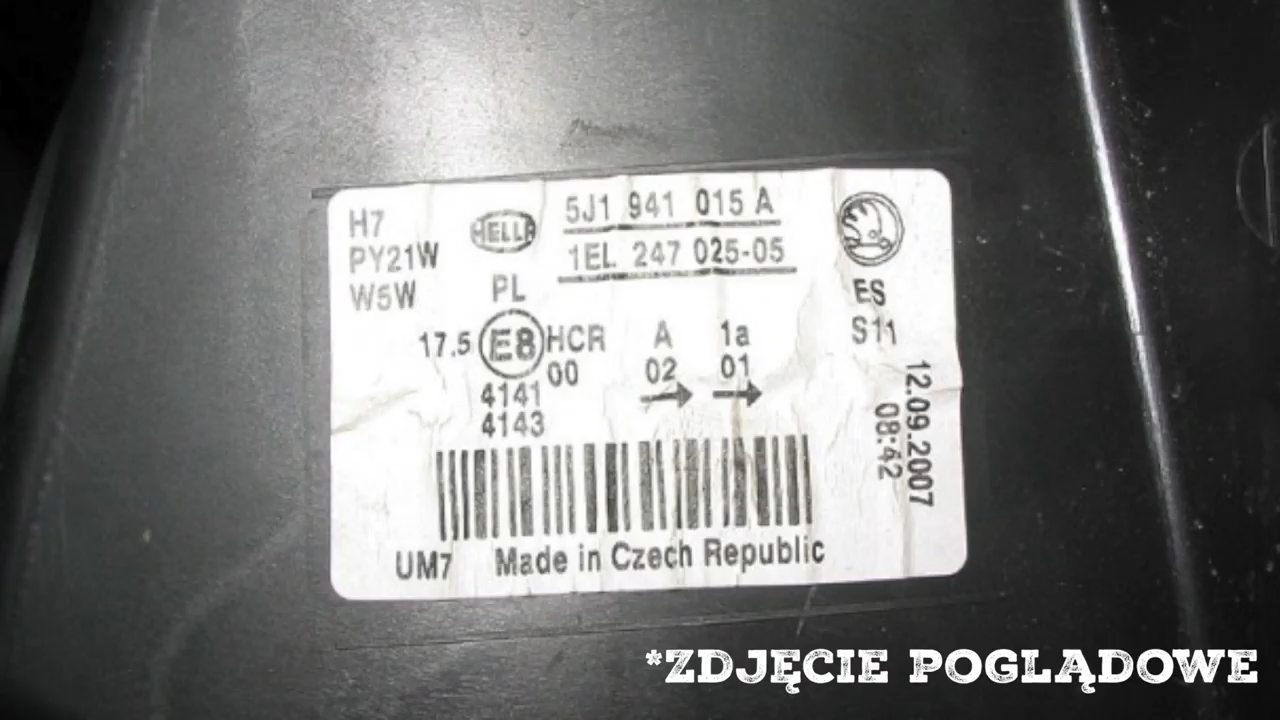 H7
PY21W
W5W
HELLA
5J1 941 015 A
1EL 247 025-05
PL
17.5 E8 HCR A 1a
00 02 01
4141
4143
ES
S11
12.09.2007
08:42
UM7 Made in Czech Republic
*ZDJĘCIE POGLĄDOWE